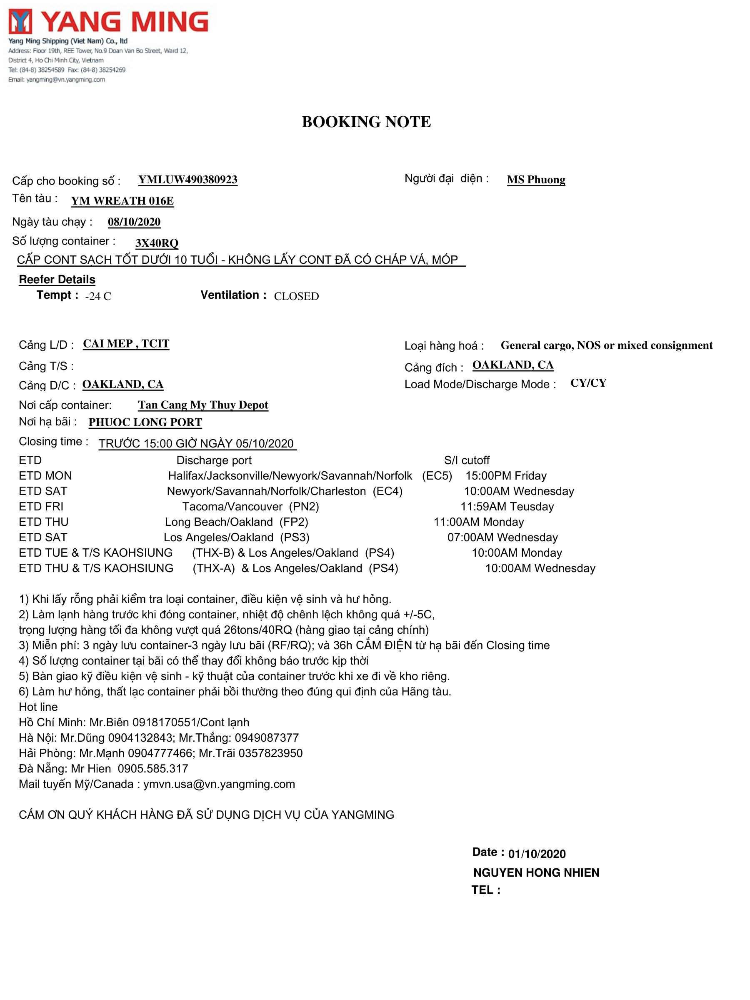 YANG MING
Yang Ming Shipping (Viet Nam) Co., ltd
Address: Floor 19th, REE Tower, No.9 Doan Van Bo Street, Ward 12,
District 4, Ho Chi Minh City, Vietnam
Tel: (84-8) 38254589 Fax: (84-8) 38254269
Email: yangming@vn.yangming.com
BOOKING NOTE
Cấp cho booking số : YMLUW490380923 Người đại diện : MS Phuong
Tên tàu : YM WREATH 016E
Ngày tàu chạy : 08/10/2020
Số lượng container : 3X40RQ
CẤP CONT SẠCH TỐT DƯỚI 10 TUỔI - KHÔNG LẤY CONT ĐÃ CÓ CHÁP VÁ, MÓP
Reefer Details
Tempt : -24 C Ventilation : CLOSED
Cảng L/D : CAI MEP , TCIT Loại hàng hoá : General cargo, NOS or mixed consignment
Cảng T/S : Cảng đích : OAKLAND, CA
Cảng D/C : OAKLAND, CA Load Mode/Discharge Mode : CY/CY
Nơi cấp container: Tan Cang My Thuy Depot
Nơi hạ bãi : PHUOC LONG PORT
Closing time : TRƯỚC 15:00 GIỜ NGÀY 05/10/2020
ETD Discharge port S/I cutoff
ETD MON Halifax/Jacksonville/Newyork/Savannah/Norfolk (EC5) 15:00PM Friday
ETD SAT Newyork/Savannah/Norfolk/Charleston (EC4) 10:00AM Wednesday
ETD FRI Tacoma/Vancouver (PN2) 11:59AM Teusday
ETD THU Long Beach/Oakland (FP2) 11:00AM Monday
ETD SAT Los Angeles/Oakland (PS3) 07:00AM Wednesday
ETD TUE & T/S KAOHSIUNG (THX-B) & Los Angeles/Oakland (PS4) 10:00AM Monday
ETD THU & T/S KAOHSIUNG (THX-A) & Los Angeles/Oakland (PS4) 10:00AM Wednesday
1) Khi lấy rỗng phải kiểm tra loại container, điều kiện vệ sinh và hư hỏng.
2) Làm lạnh hàng trước khi đóng container, nhiệt độ chênh lệch không quá +/-5C,
trọng lượng hàng tối đa không vượt quá 26tons/40RQ (hàng giao tại cảng chính)
3) Miễn phí: 3 ngày lưu container-3 ngày lưu bãi (RF/RQ); và 36h CẮM ĐIỆN từ hạ bãi đến Closing time
4) Số lượng container tại bãi có thể thay đổi không báo trước kịp thời
5) Bàn giao kỹ điều kiện vệ sinh - kỹ thuật của container trước khi xe đi về kho riêng.
6) Làm hư hỏng, thất lạc container phải bồi thường theo đúng qui định của Hãng tàu.
Hot line
Hồ Chí Minh: Mr.Biên 0918170551/Cont lạnh
Hà Nội: Mr.Dũng 0904132843; Mr.Thắng: 0949087377
Hải Phòng: Mr.Mạnh 0904777466; Mr.Trãi 0357823950
Đà Nẵng: Mr Hien 0905.585.317
Mail tuyến Mỹ/Canada : ymvn.usa@vn.yangming.com
CÁM ƠN QUÝ KHÁCH HÀNG ĐÃ SỬ DỤNG DỊCH VỤ CỦA YANGMING
Date : 01/10/2020
NGUYEN HONG NHIEN
TEL :